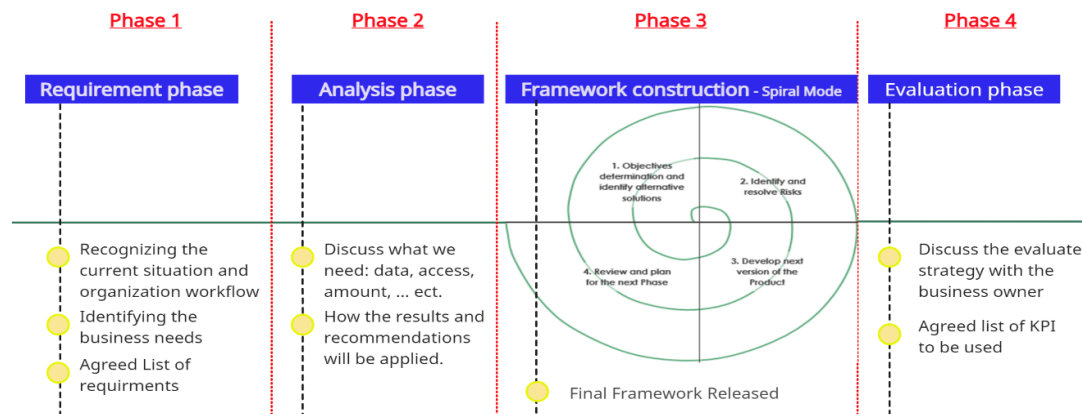 Phase 1
Phase 2
Phase 3
Phase 4
Requirement phase
Analysis phase
Framework construction - Spiral Mode
Evaluation phase
1. Objectives
determination and
identify alternative
solutions
2. Identify and
resolve Risks
3. Develop next
version of the
Product
4. Review and plan
for the next Phase
Recognizing the
current situation and
organization workflow
Identifying the
business needs
Agreed List of
requirments
Discuss what we
need: data, access,
amount, ... ect.
How the results and
recommendations
will be applied.
Final Framework Released
Discuss the evaluate
strategy with the
business owner
Agreed list of KPI
to be used